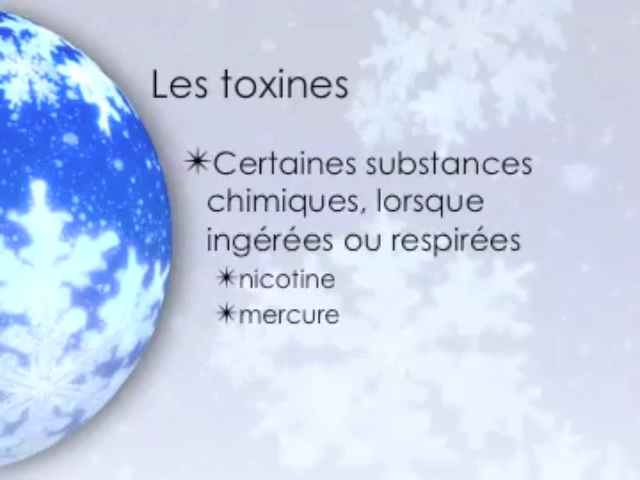 Les toxines
✴Certaines substances
chimiques, lorsque
ingérées ou respirées
✴nicotine
✴mercure